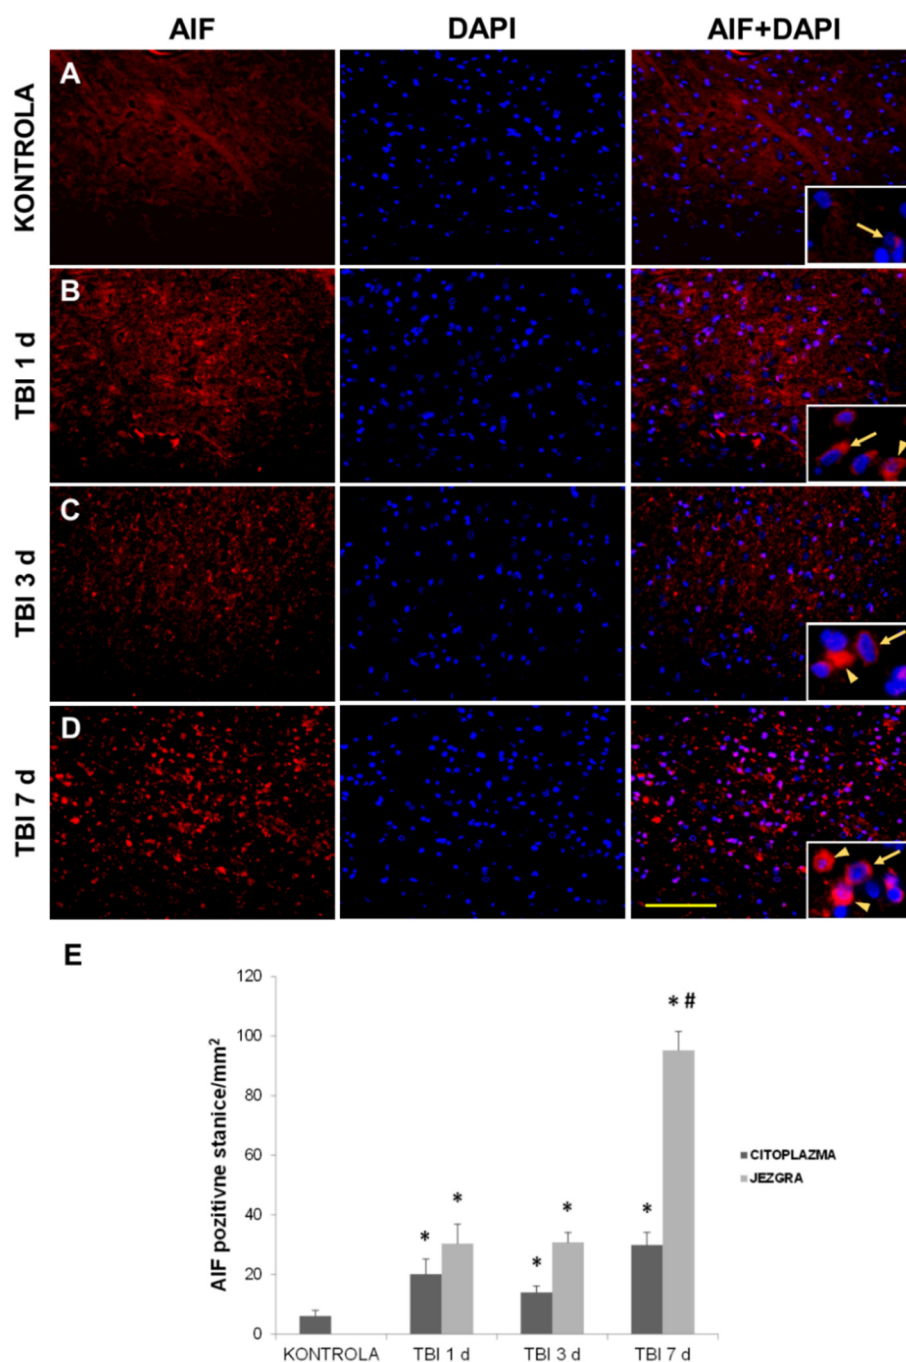 AIF DAPI AIF+DAPI
KONTROLA
A
TBI 1 d
B
TBI 3 d
C
TBI 7 d
D
E
AIF pozitivne stanice/mm²
120
100
80
60
40
20
0
* *
* *
* * #
CITOPLAZMA
JEZGRA
KONTROLA TBI 1 d TBI 3 d TBI 7 d